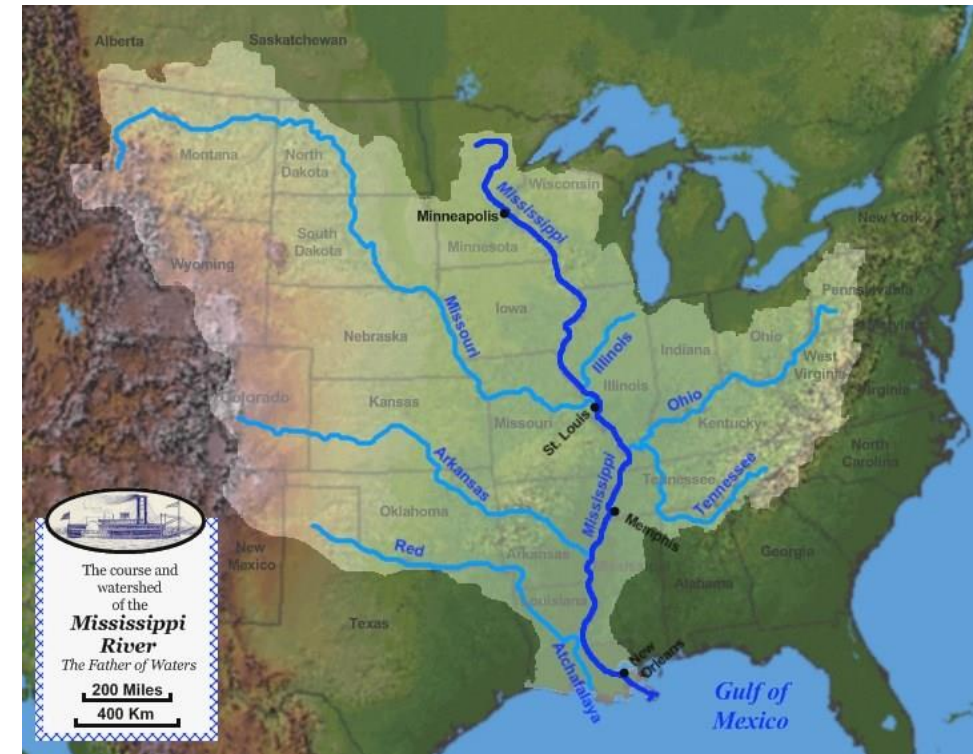 Alberta
Saskatchewan
Montana
North
Dakota
Wisconsin
Mississippi
Minneapolis
New York
South
Dakota
Minnesota
Wyoming
Pennsylvania
Iowa
Missouri
Nebraska
Illinois
Indiana
Ohio
Maryland
West
Virginia
Virginia
Illinois
Colorado
Kansas
Ohio
Missouri
St. Louis
Kentucky
North
Carolina
Arkansas
Mississippi
Tennessee
Tennessee
Oklahoma
Memphis
Red
New
Mexico
Arkansas
Mississippi
Georgia
Alabama
Louisiana
Texas
Atchafalaya
New
Orleans
Gulf of
Mexico
The course and
watershed
of the
Mississippi
River
The Father of Waters
200 Miles
400 Km